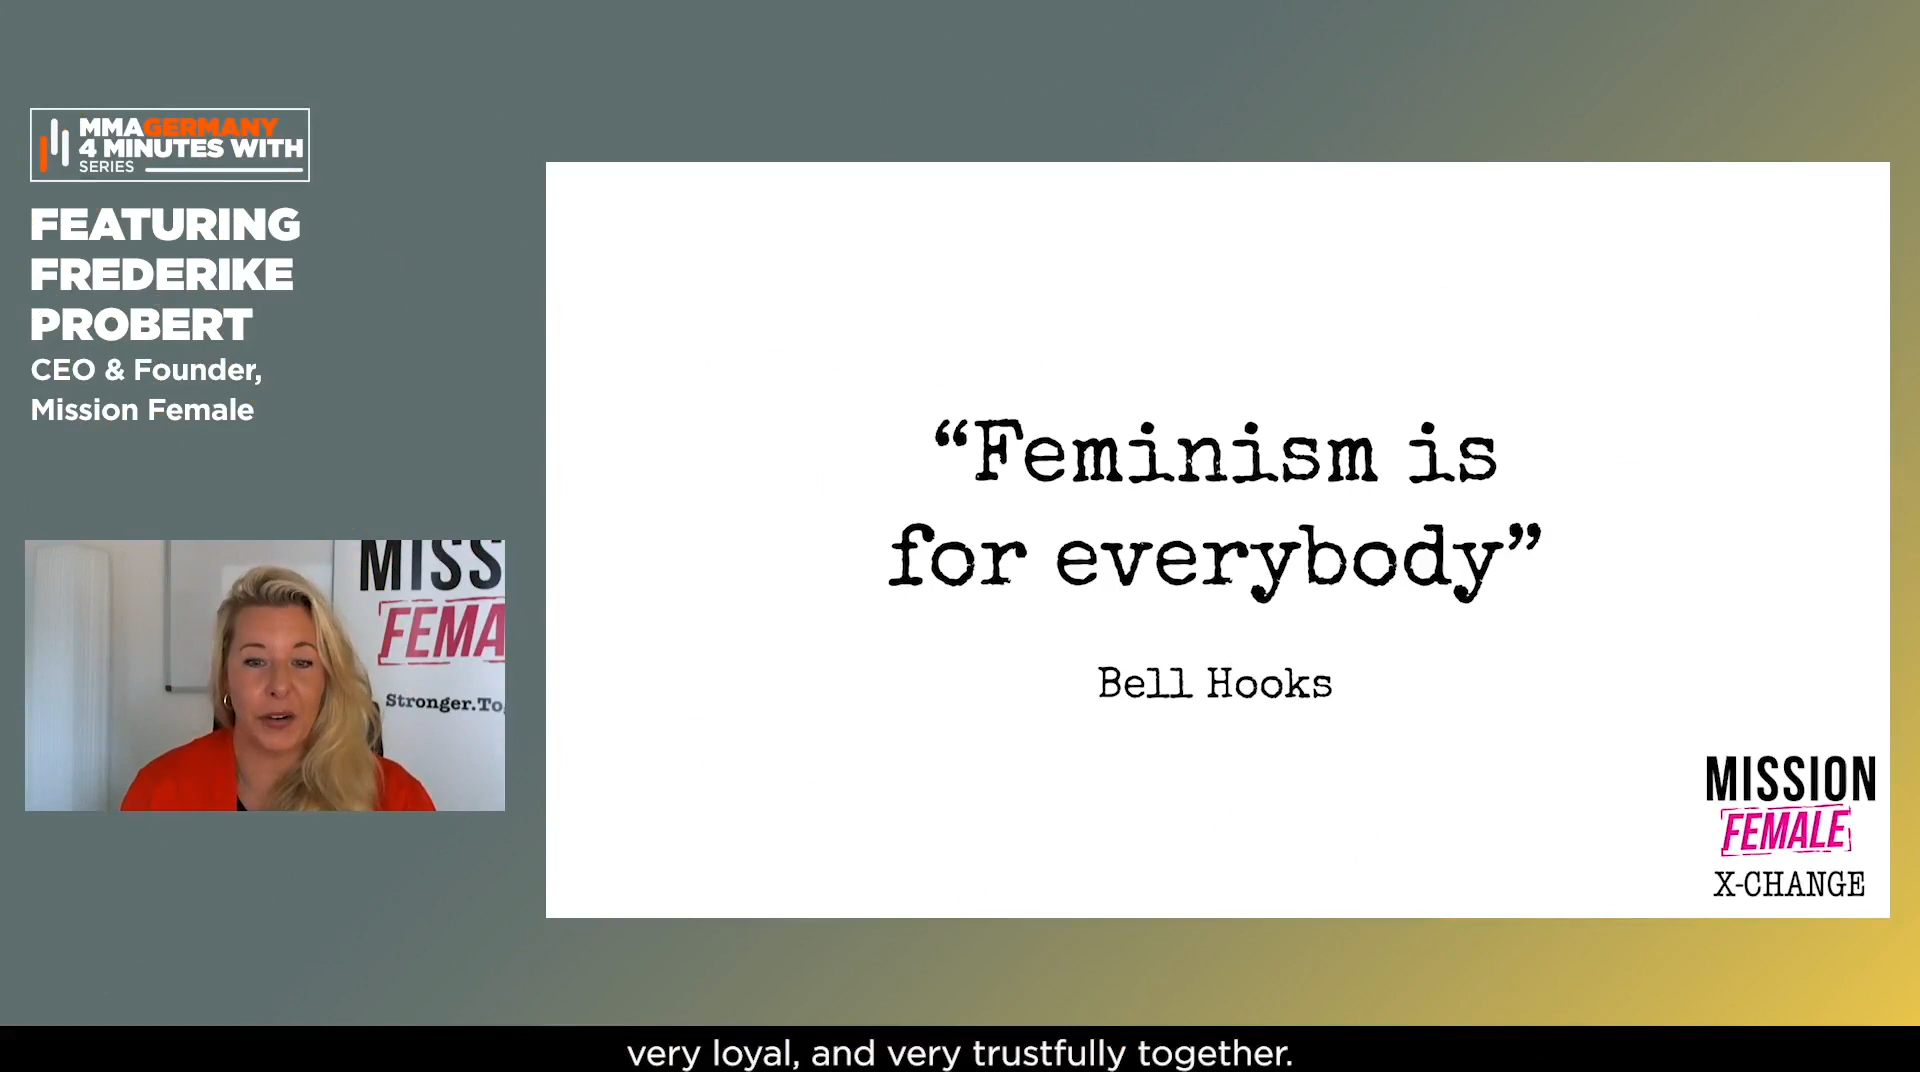 MMAGERMANY
4 MINUTES WITH
SERIES
FEATURING
FREDERIKE
PROBERT
CEO & Founder,
Mission Female
MISS
FEMA
Stronger.To
“Feminism is
for everybody”
Bell Hooks
MISSION
FEMALE
X-CHANGE
very loyal, and very trustfully together.